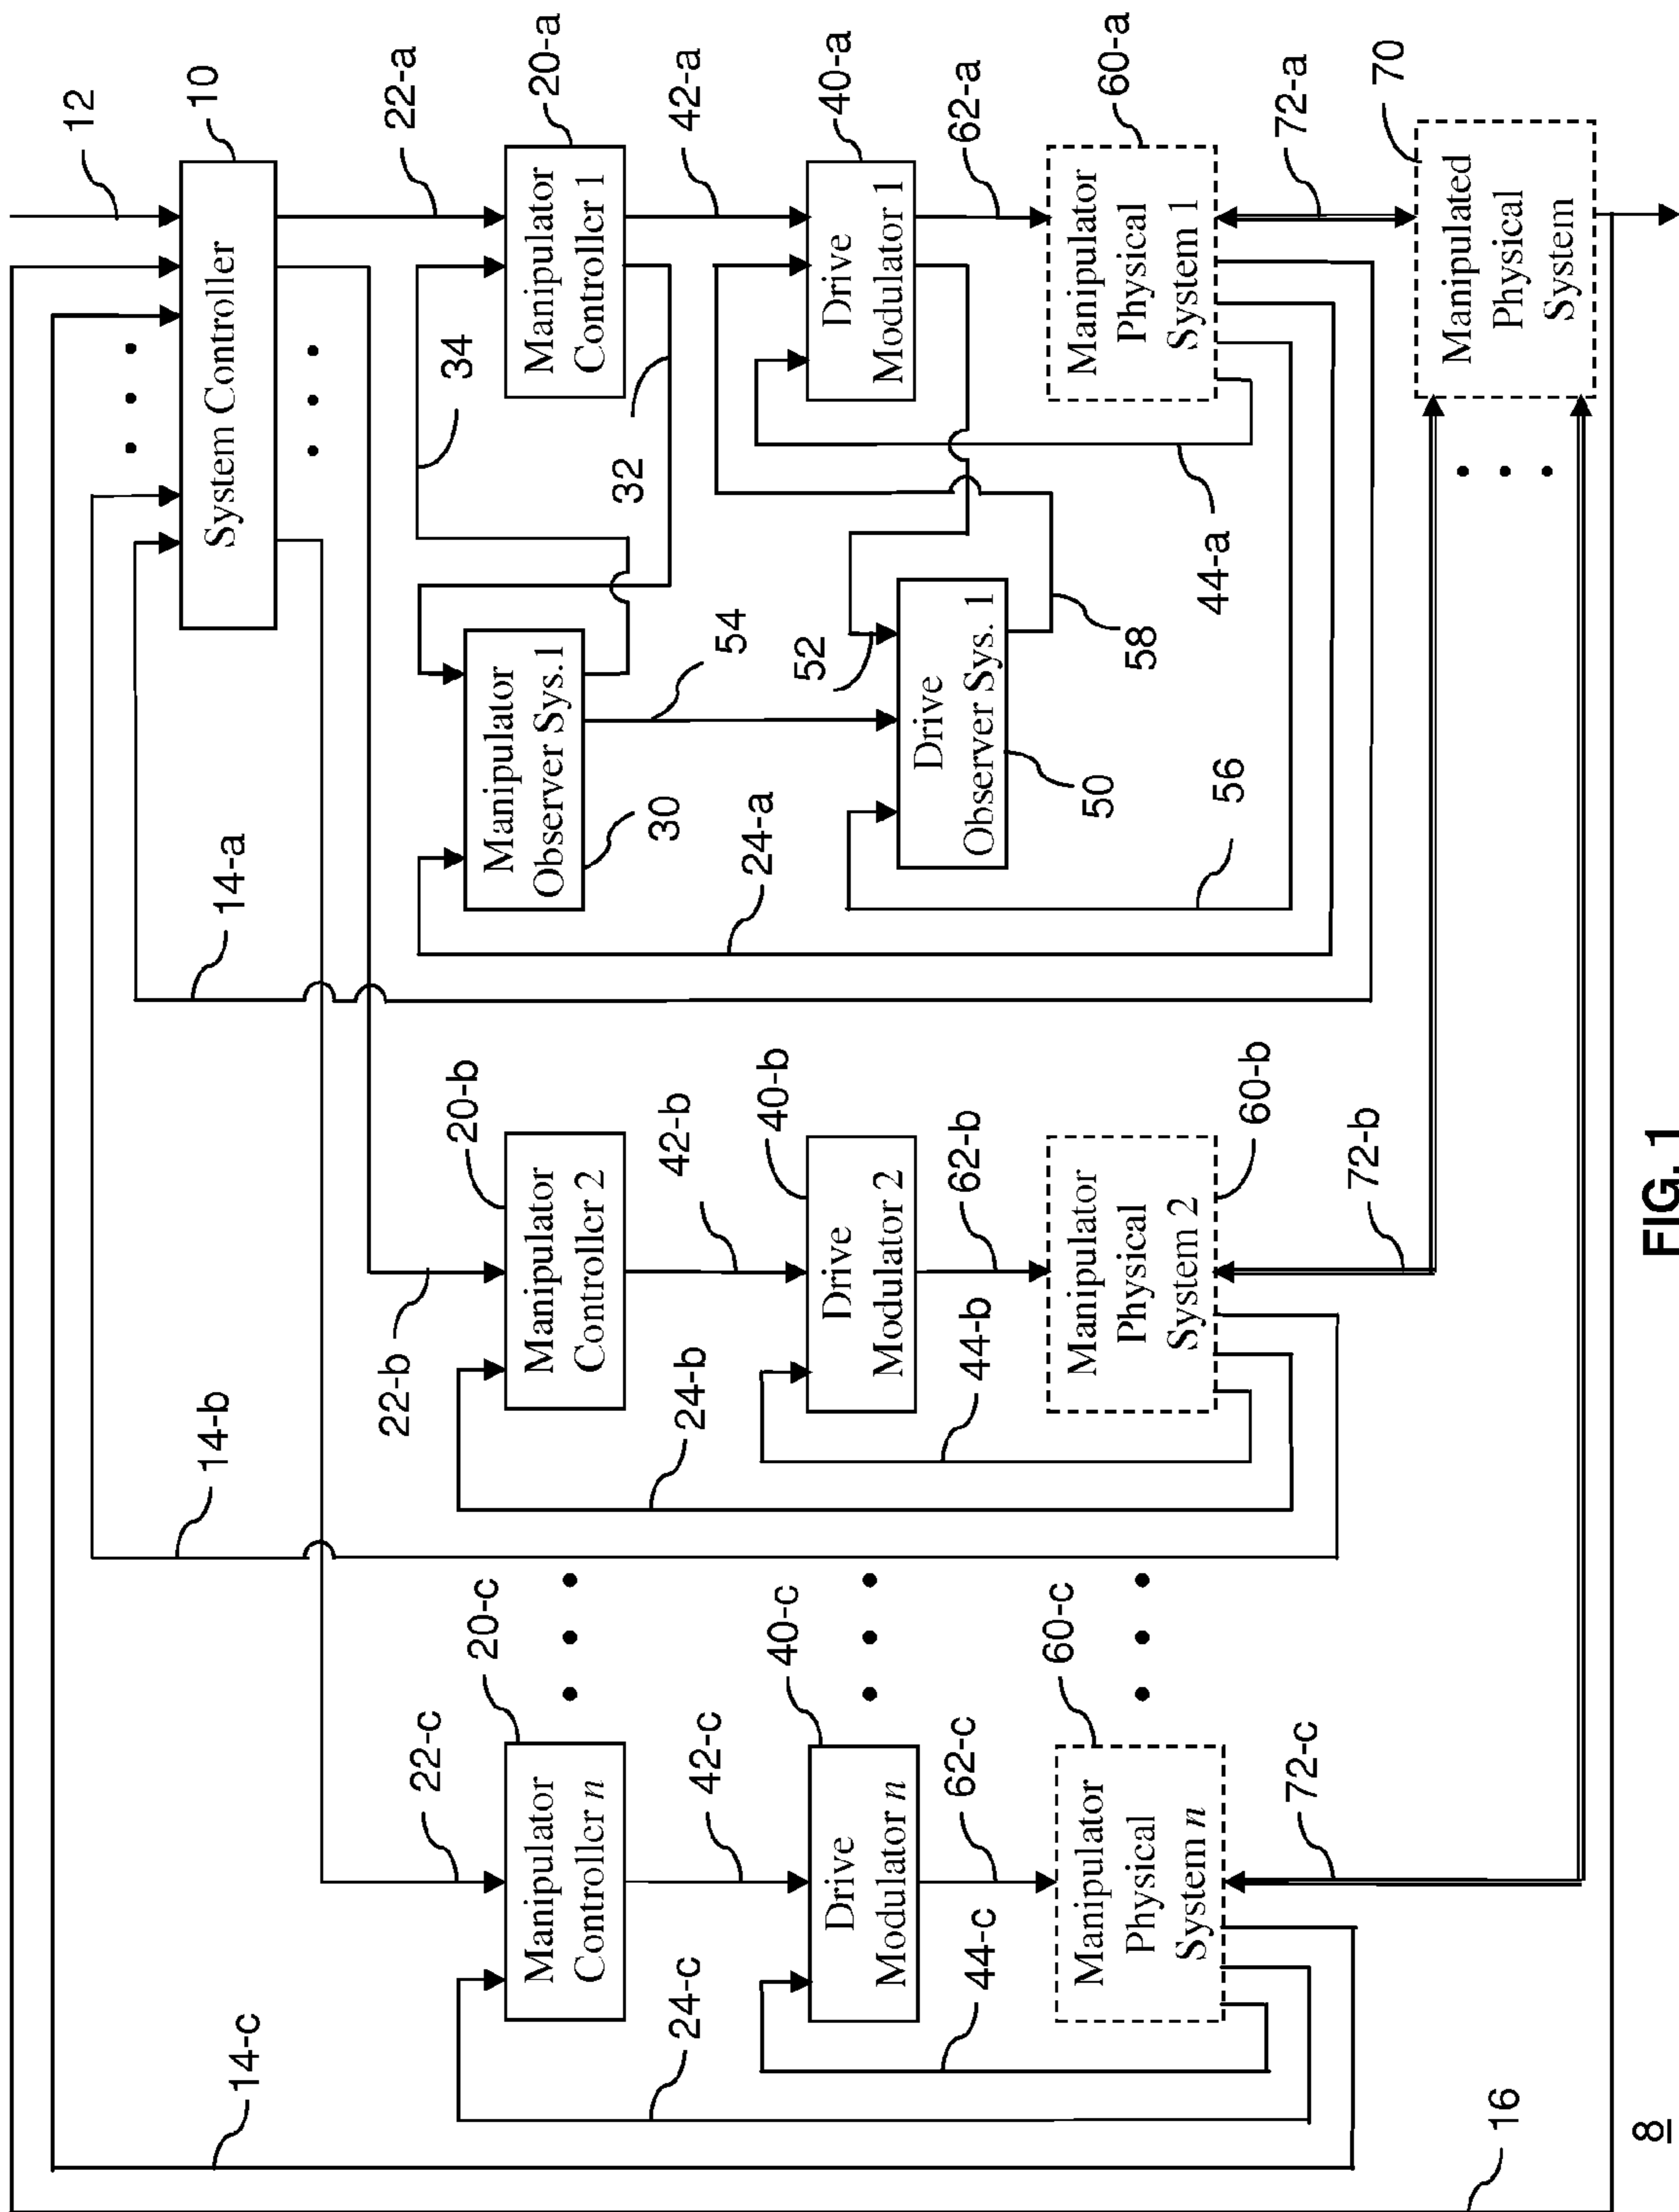 12
10
System Controller
22-a
14-a
14-b
14-c
34
20-a
Manipulator
Controller 1
32
42-a
Manipulator
Observer Sys.1
30
54
24-a
40-a
Drive
Modulator 1
52
Drive
Observer Sys. 1
50
58
56
44-a
62-a
60-a
Manipulator
Physical
System 1
72-a
70
Manipulated
Physical
System
22-b
20-b
Manipulator
Controller 2
42-b
24-b
40-b
Drive
Modulator 2
62-b
44-b
60-b
Manipulator
Physical
System 2
72-b
22-c
20-c
Manipulator
Controller n
42-c
24-c
40-c
Drive
Modulator n
62-c
44-c
60-c
Manipulator
Physical
System n
72-c
16
8
FIG. 1